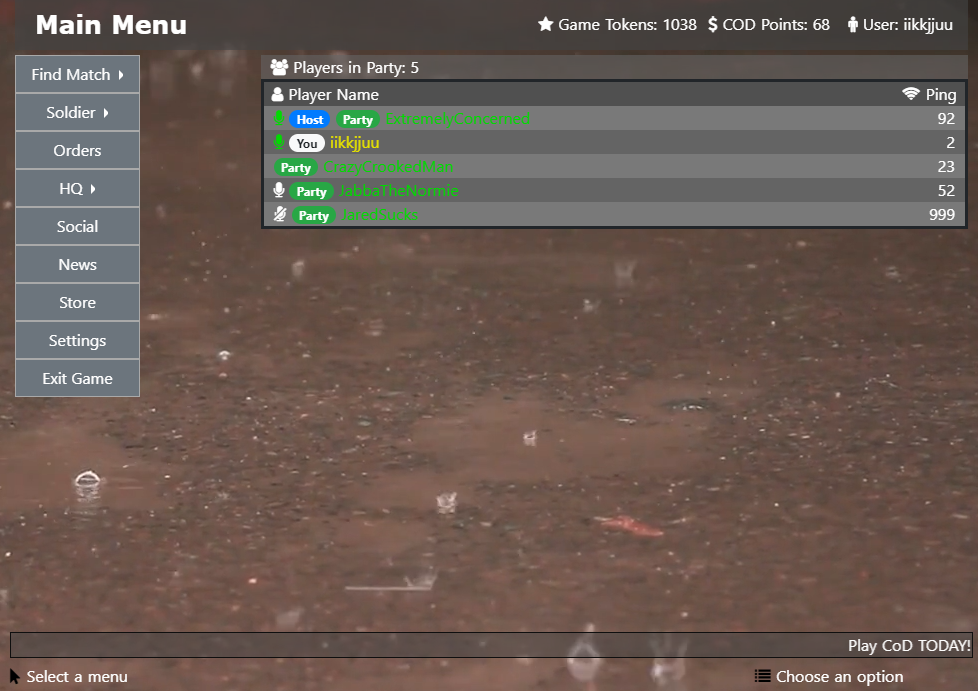 Main Menu
Game Tokens: 1038 COD Points: 68 User: iikkjjuu
Find Match
Soldier
Orders
HQ
Social
News
Store
Settings
Exit Game
Players in Party: 5
Player Name Ping
Host Party ExtremelyConcerned 92
You iikkjjuu 2
Party CrazyCrookedMan 23
Party JabbaTheNormie 52
Party 999
Play CoD TODAY!
Select a menu
Choose an option